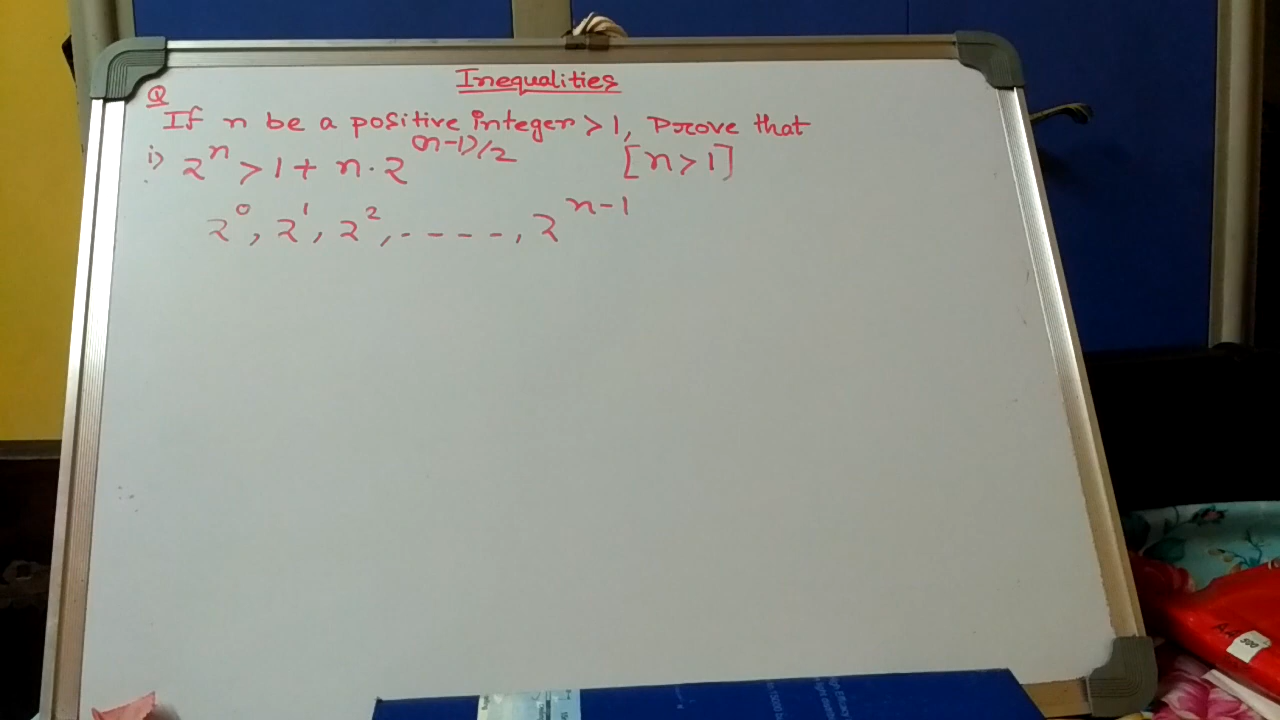 Inequalities
Q
If n be a positive integer > 1, Prove that
i) 2^n > 1 + n · 2^(n-1)/2 [n > 1]
2^0, 2^1, 2^2, - - - - -, 2^n-1